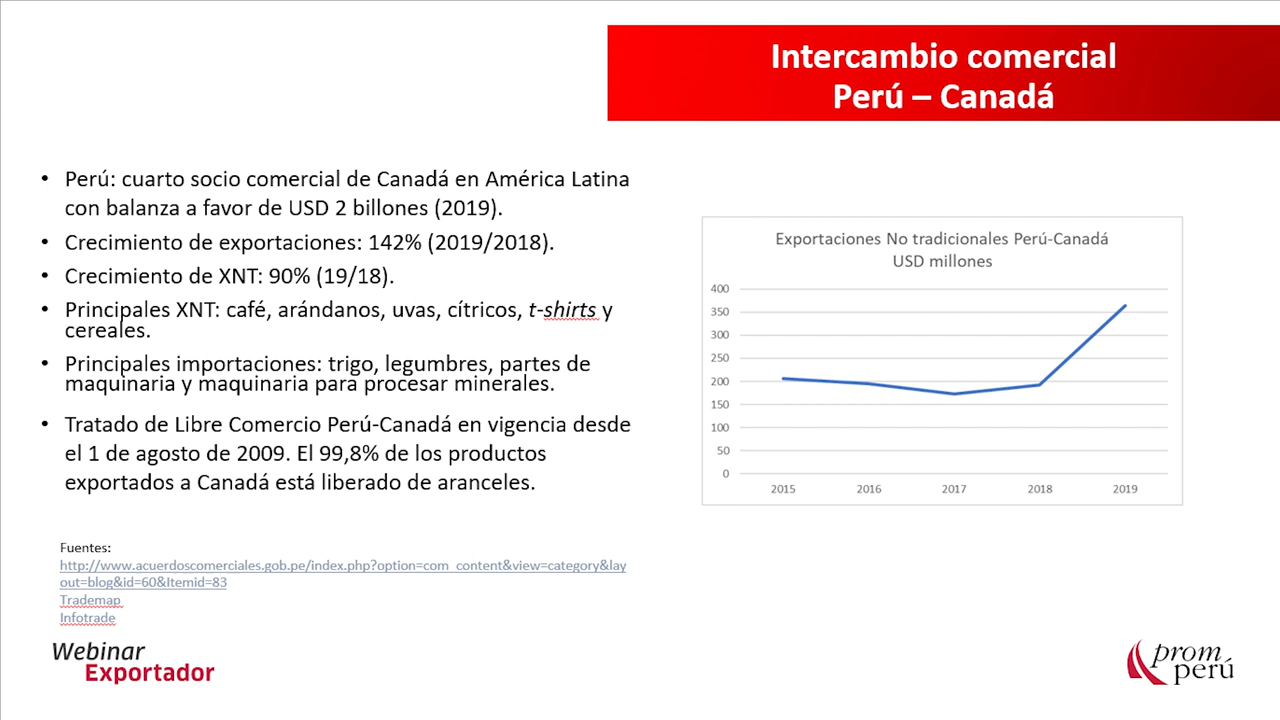 Intercambio comercial
Perú – Canadá
• Perú: cuarto socio comercial de Canadá en América Latina
con balanza a favor de USD 2 billones (2019).
• Crecimiento de exportaciones: 142% (2019/2018).
• Crecimiento de XNT: 90% (19/18).
• Principales XNT: café, arándanos, uvas, cítricos, t-shirts y
cereales.
• Principales importaciones: trigo, legumbres, partes de
maquinaria y maquinaria para procesar minerales.
• Tratado de Libre Comercio Perú-Canadá en vigencia desde
el 1 de agosto de 2009. El 99,8% de los productos
exportados a Canadá está liberado de aranceles.
Exportaciones No tradicionales Perú-Canadá
USD millones
400
350
300
250
200
150
100
50
0
2015 2016 2017 2018 2019
Fuentes:
http://www.acuerdoscomerciales.gob.pe/index.php?option=com_content&view=category&lay
out=blog&id=60&Itemid=83
Trademap
Infotrade
Webinar
Exportador
prom
perú